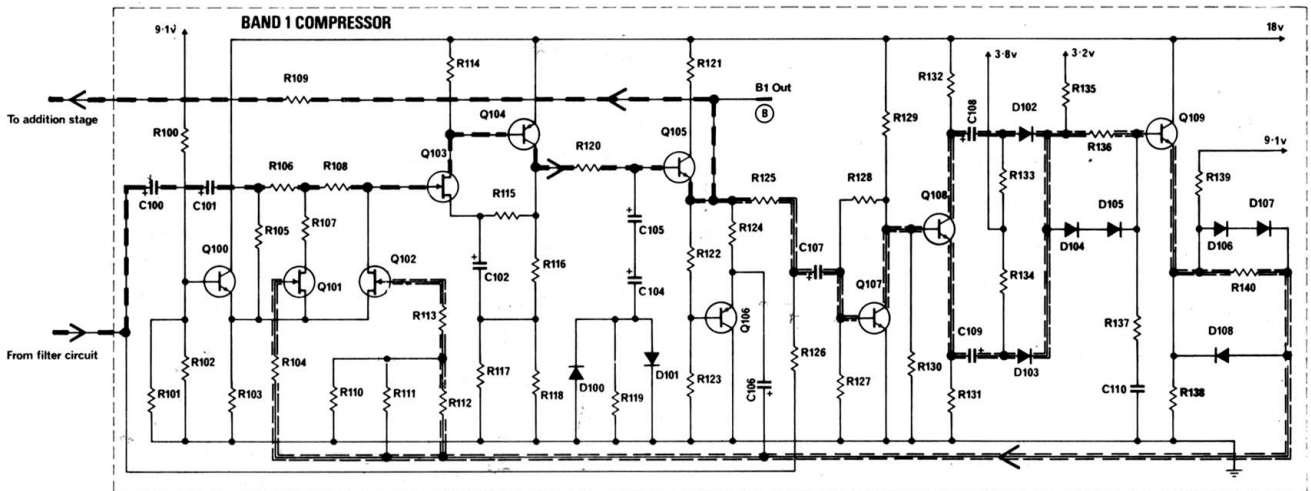 BAND 1 COMPRESSOR
9·1v
18v
R114
R121
3·8v
3·2v
R132
R135
R109
B1 Out
B
To addition stage
Q104
C108
D102
R100
Q105
R129
Q109
R120
R136
9·1v
Q103
R106
R108
R125
R128
R133
R139
R115
Q108
D107
C100
C101
D105
C105
R124
R107
C107
D104
D106
R105
R122
Q100
Q102
C102
R116
R134
Q101
C104
Q107
R140
R113
Q106
C109
R137
D108
From filter circuit
R104
R126
D103
R102
R110
R111
R117
D100
D101
R123
R127
R130
C110
R101
R103
R112
R118
R119
C106
R131
R138